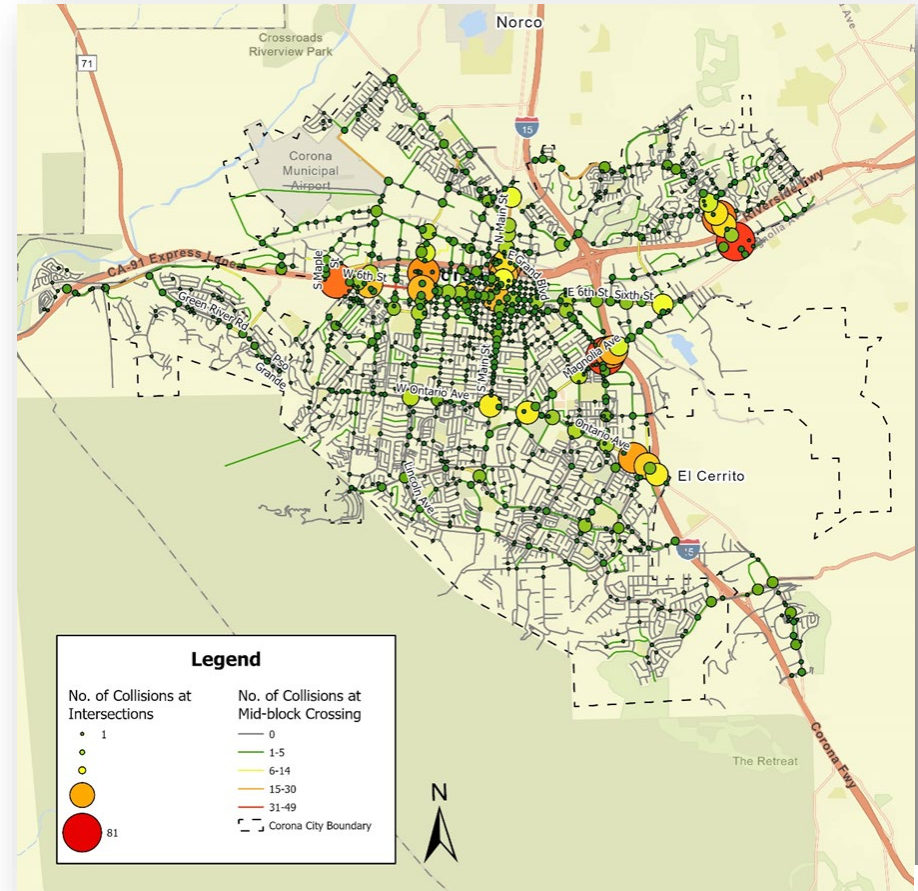 Norco
Crossroads
Riverview Park
71
15
Corona
Municipal
Airport
N Main St
Riverside Fwy
Magnolia Ave
CA-91 Express Lanes
S Maple
St
W 6th St
E Grand Blvd
E 6th St
Sixth St
Green River Rd
Pso
Grande
Magnolia Ave
S Main St
W Ontario Ave
Ontario Ave
Lincoln Ave
El Cerrito
15
Corona Fwy
The Retreat
Legend
No. of Collisions at
Intersections
1
81
No. of Collisions at
Mid-block Crossing
0
1-5
6-14
15-30
31-49
Corona City Boundary
N